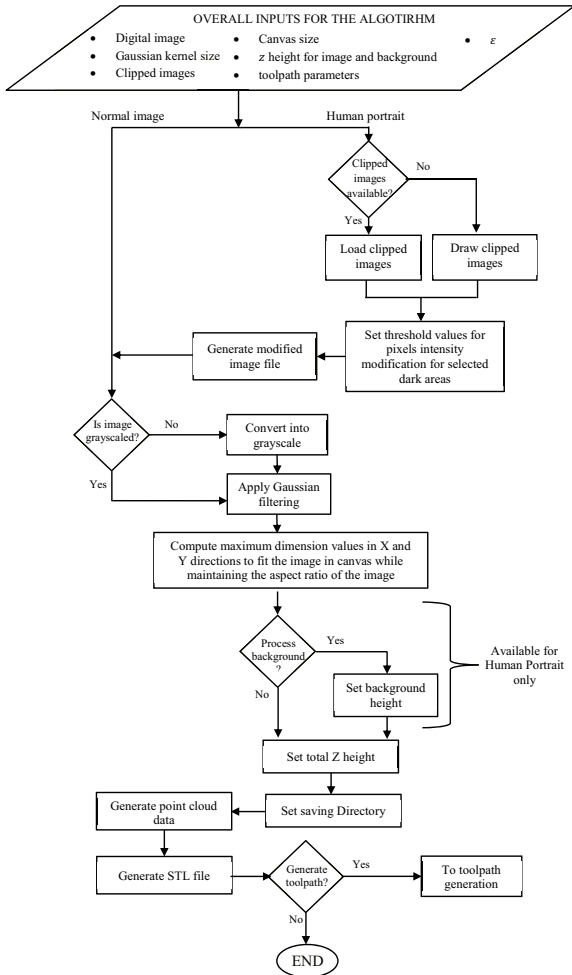 OVERALL INPUTS FOR THE ALGOTIRHM
• Digital image
• Gaussian kernel size
• Clipped images
• Canvas size
• z height for image and background
• toolpath parameters
• ε
Normal image
Human portrait
Clipped
images
available?
No
Yes
Load clipped
images
Draw clipped
images
Set threshold values for
pixels intensity
modification for selected
dark areas
Generate modified
image file
Is image
grayscaled?
No
Convert into
grayscale
Yes
Apply Gaussian
filtering
Compute maximum dimension values in X and
Y directions to fit the image in canvas while
maintaining the aspect ratio of the image
Process
background
?
Yes
No
Set background
height
Available for
Human Portrait
only
Set total Z height
Set saving Directory
Generate point cloud
data
Generate STL file
Generate
toolpath?
Yes
To toolpath
generation
No
END